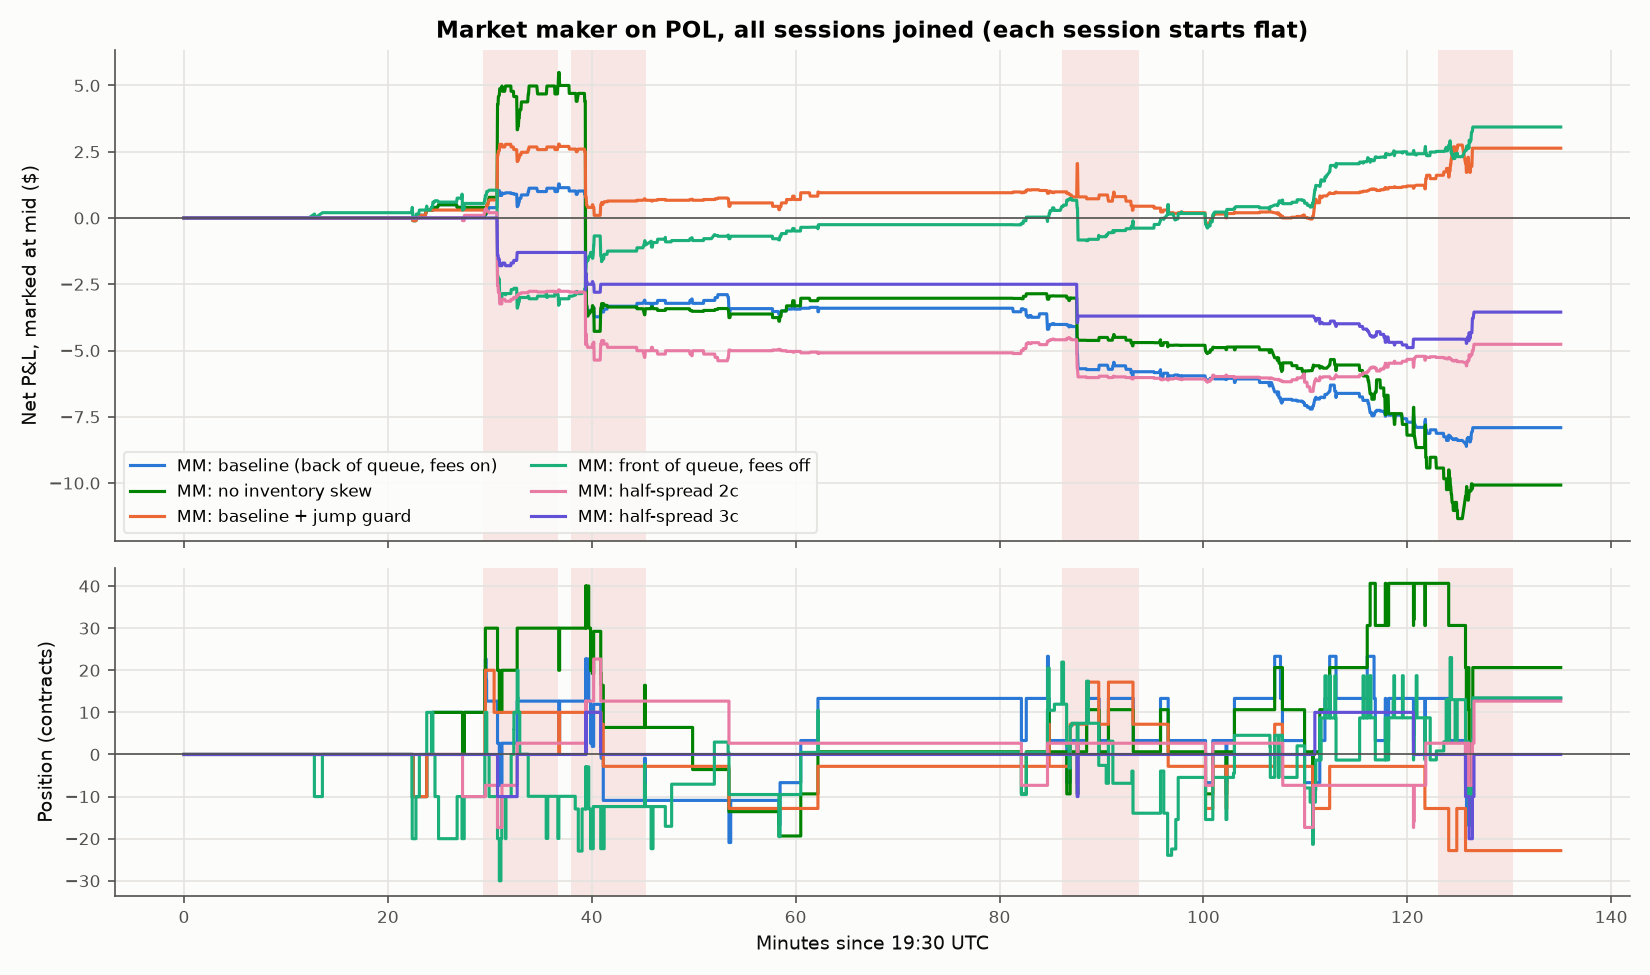 Market maker on POL, all sessions joined (each session starts flat)
Net P&L, marked at mid ($)
5.0
2.5
0.0
−2.5
−5.0
−7.5
−10.0
MM: baseline (back of queue, fees on)
MM: no inventory skew
MM: baseline + jump guard
MM: front of queue, fees off
MM: half-spread 2c
MM: half-spread 3c
Position (contracts)
40
30
20
10
0
−10
−20
−30
0 20 40 60 80 100 120 140
Minutes since 19:30 UTC